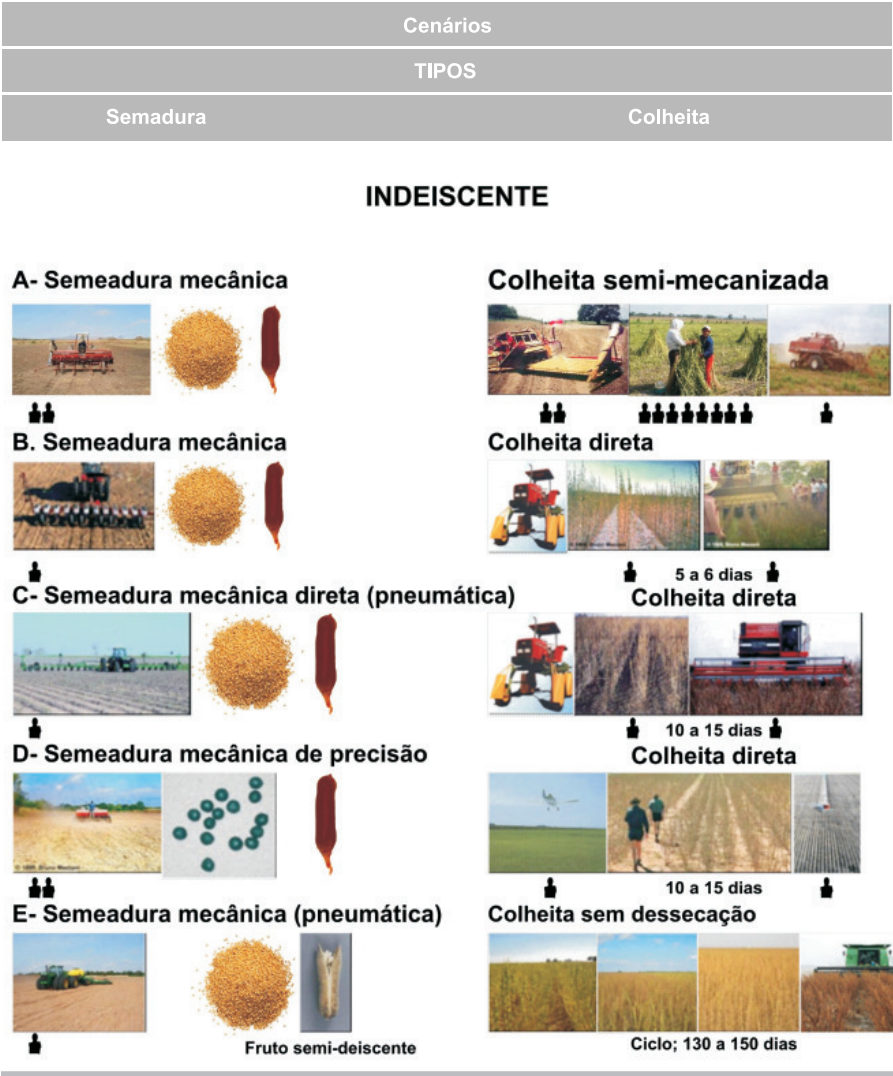 Cenários
TIPOS
Semadura
Colheita
INDEISCENTE
A- Semeadura mecânica
Colheita semi-mecanizada
B. Semeadura mecânica
Colheita direta
5 a 6 dias
C- Semeadura mecânica direta (pneumática)
Colheita direta
10 a 15 dias
D- Semeadura mecânica de precisão
Colheita direta
10 a 15 dias
E- Semeadura mecânica (pneumática)
Colheita sem dessecação
Fruto semi-deiscente
Ciclo; 130 a 150 dias